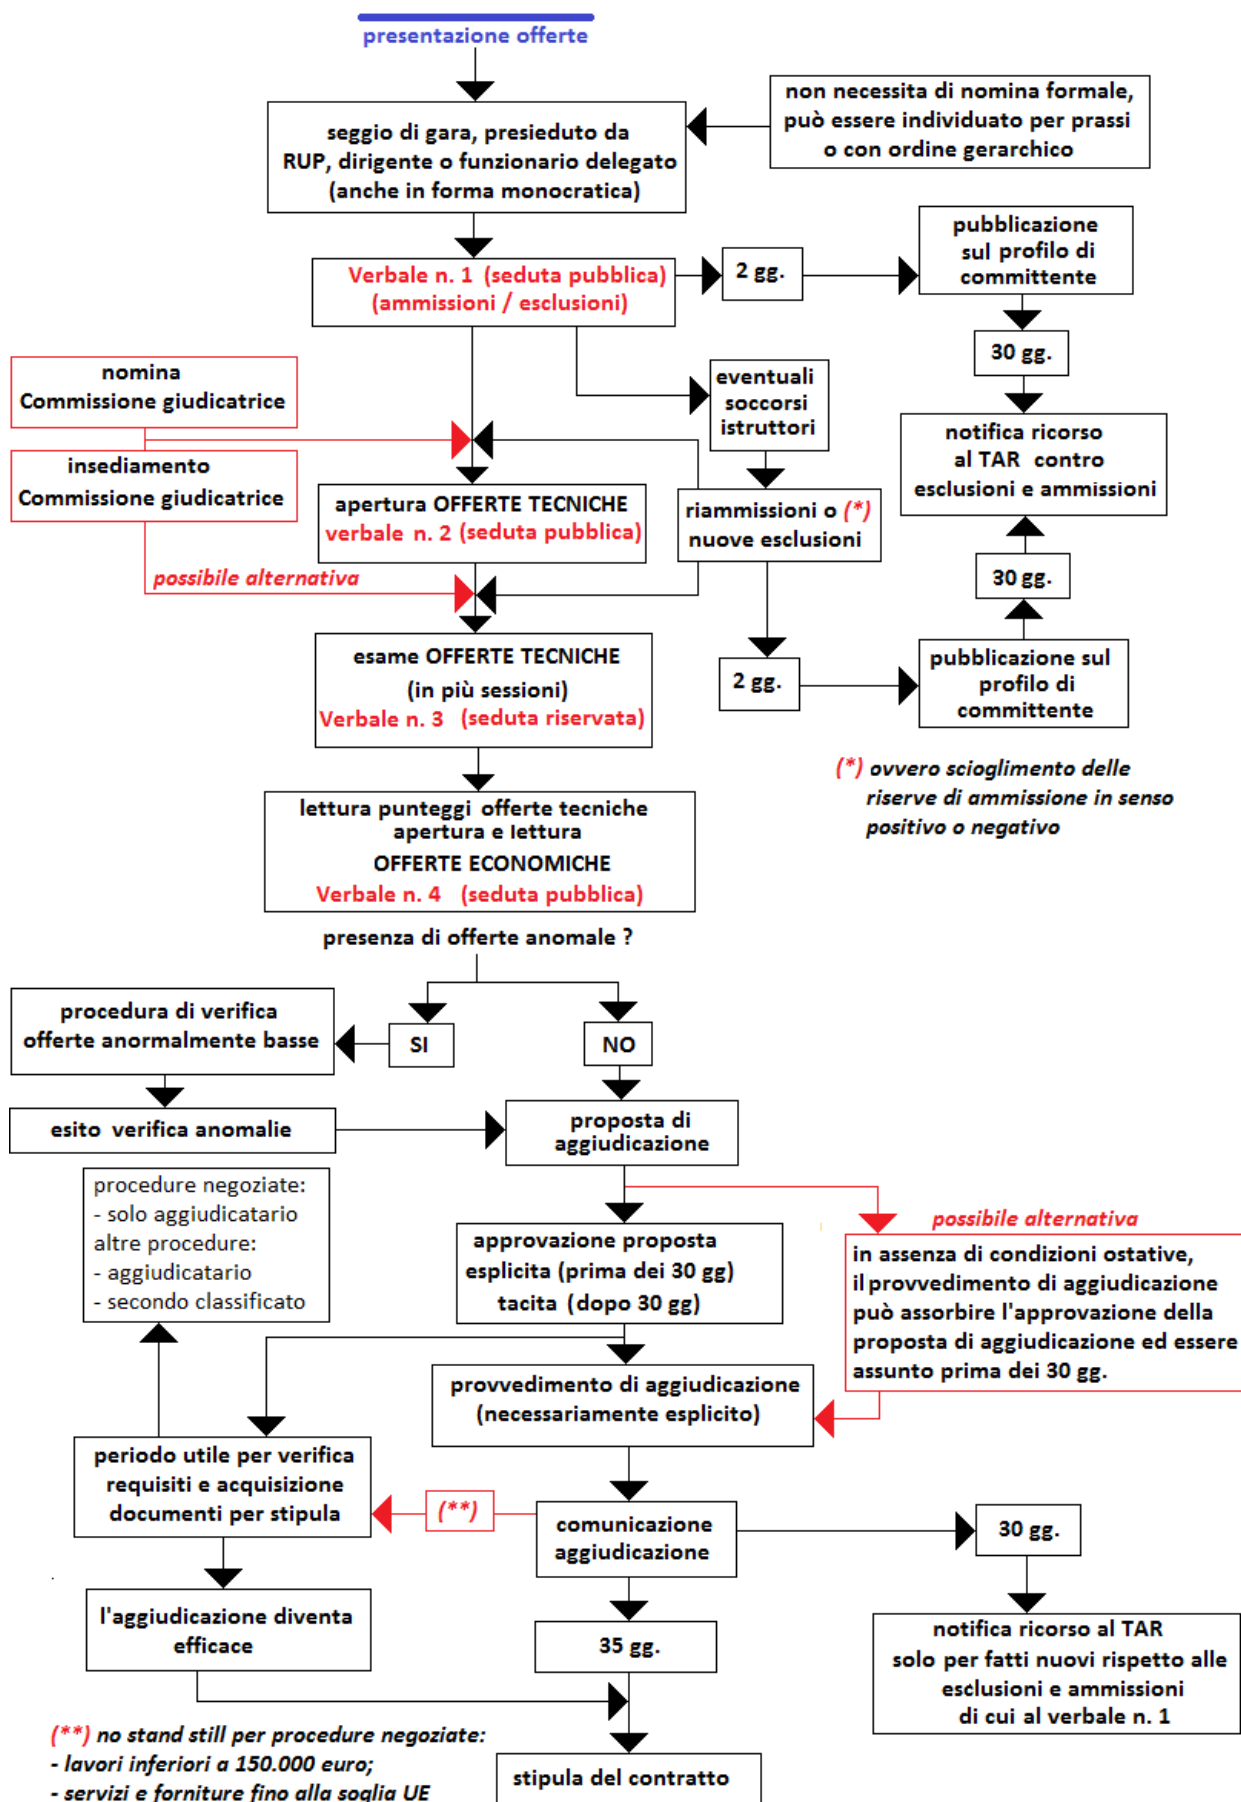 presentazione offerte
seggio di gara, presieduto da
RUP, dirigente o funzionario delegato
(anche in forma monocratica)
non necessita di nomina formale,
può essere individuato per prassi
o con ordine gerarchico
Verbale n. 1 (seduta pubblica)
(ammissioni / esclusioni)
2 gg.
pubblicazione
sul profilo di
committente
30 gg.
nomina
Commissione giudicatrice
eventuali
soccorsi
istruttori
notifica ricorso
al TAR contro
esclusioni e ammissioni
insediamento
Commissione giudicatrice
apertura OFFERTE TECNICHE
verbale n. 2 (seduta pubblica)
riammissioni o (*)
nuove esclusioni
30 gg.
possibile alternativa
esame OFFERTE TECNICHE
(in più sessioni)
Verbale n. 3 (seduta riservata)
2 gg.
pubblicazione sul
profilo di
committente
(*) ovvero scioglimento delle
riserve di ammissione in senso
positivo o negativo
lettura punteggi offerte tecniche
apertura e lettura
OFFERTE ECONOMICHE
Verbale n. 4 (seduta pubblica)
presenza di offerte anomale ?
procedura di verifica
offerte anormalmente basse
SI
NO
esito verifica anomalie
proposta di
aggiudicazione
procedure negoziate:
- solo aggiudicatario
altre procedure:
- aggiudicatario
- secondo classificato
approvazione proposta
esplicita (prima dei 30 gg)
tacita (dopo 30 gg)
possibile alternativa
in assenza di condizioni ostative,
il provvedimento di aggiudicazione
può assorbire l'approvazione della
proposta di aggiudicazione ed essere
assunto prima dei 30 gg.
provvedimento di aggiudicazione
(necessariamente esplicito)
periodo utile per verifica
requisiti e acquisizione
documenti per stipula
(**)
comunicazione
aggiudicazione
30 gg.
l'aggiudicazione diventa
efficace
35 gg.
notifica ricorso al TAR
solo per fatti nuovi rispetto alle
esclusioni e ammissioni
di cui al verbale n. 1
(**) no stand still per procedure negoziate:
- lavori inferiori a 150.000 euro;
- servizi e forniture fino alla soglia UE
stipula del contratto